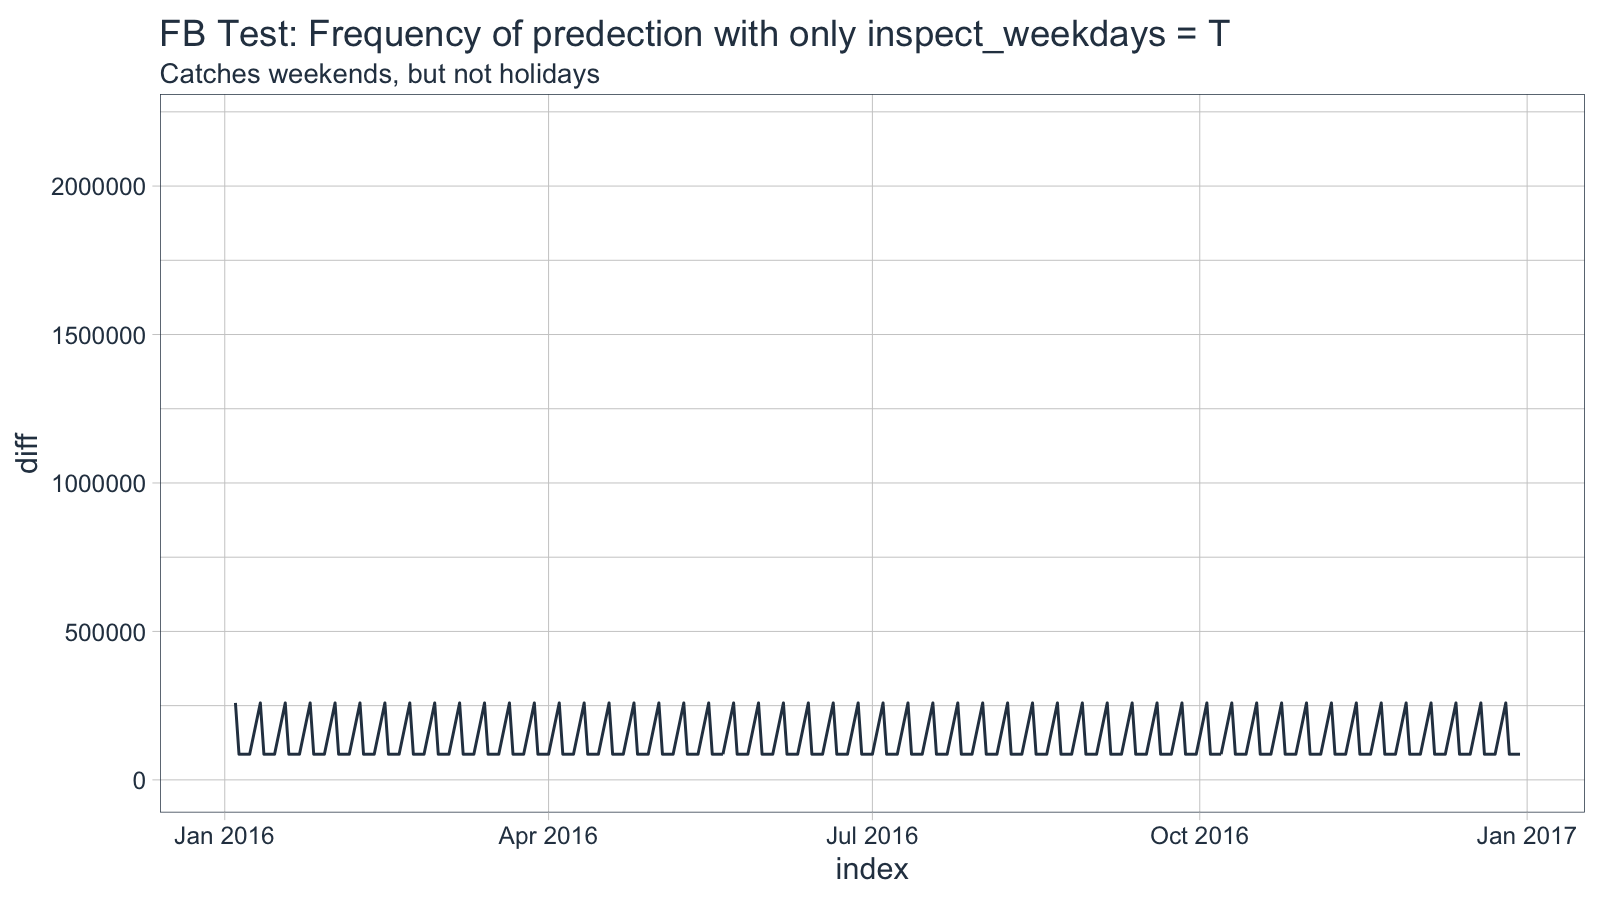 FB Test: Frequency of predection with only inspect_weekdays = T
Catches weekends, but not holidays
2000000
1500000
1000000
500000
0
diff
Jan 2016
Apr 2016
Jul 2016
Oct 2016
Jan 2017
index